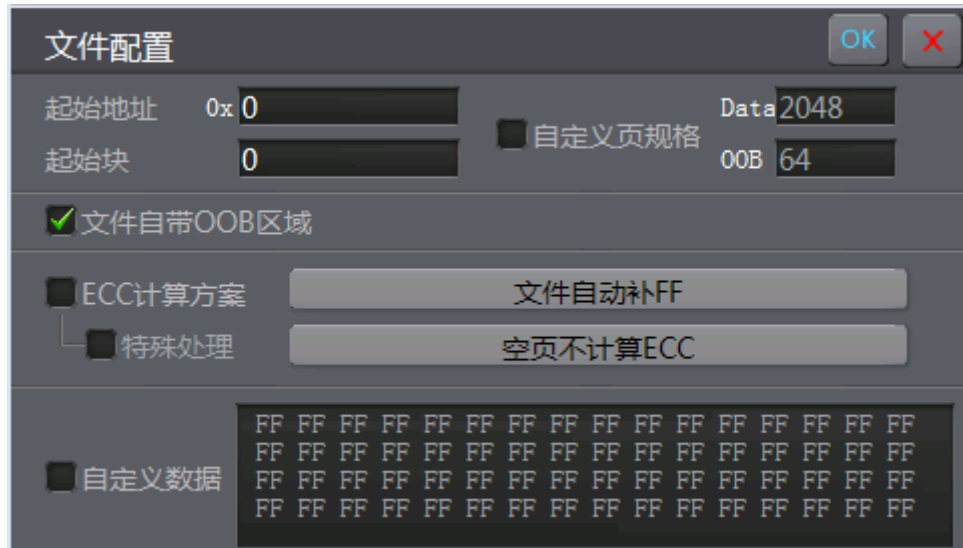 文件配置 OK
起始地址 0x 0 自定义页规格 Data 2048
起始块 0 OOB 64
文件自带OOB区域
ECC计算方案 文件自动补FF
特殊处理 空页不计算ECC
自定义数据
FF FF FF FF FF FF FF FF FF FF FF FF FF FF FF FF
FF FF FF FF FF FF FF FF FF FF FF FF FF FF FF FF
FF FF FF FF FF FF FF FF FF FF FF FF FF FF FF FF
FF FF FF FF FF FF FF FF FF FF FF FF FF FF FF FF